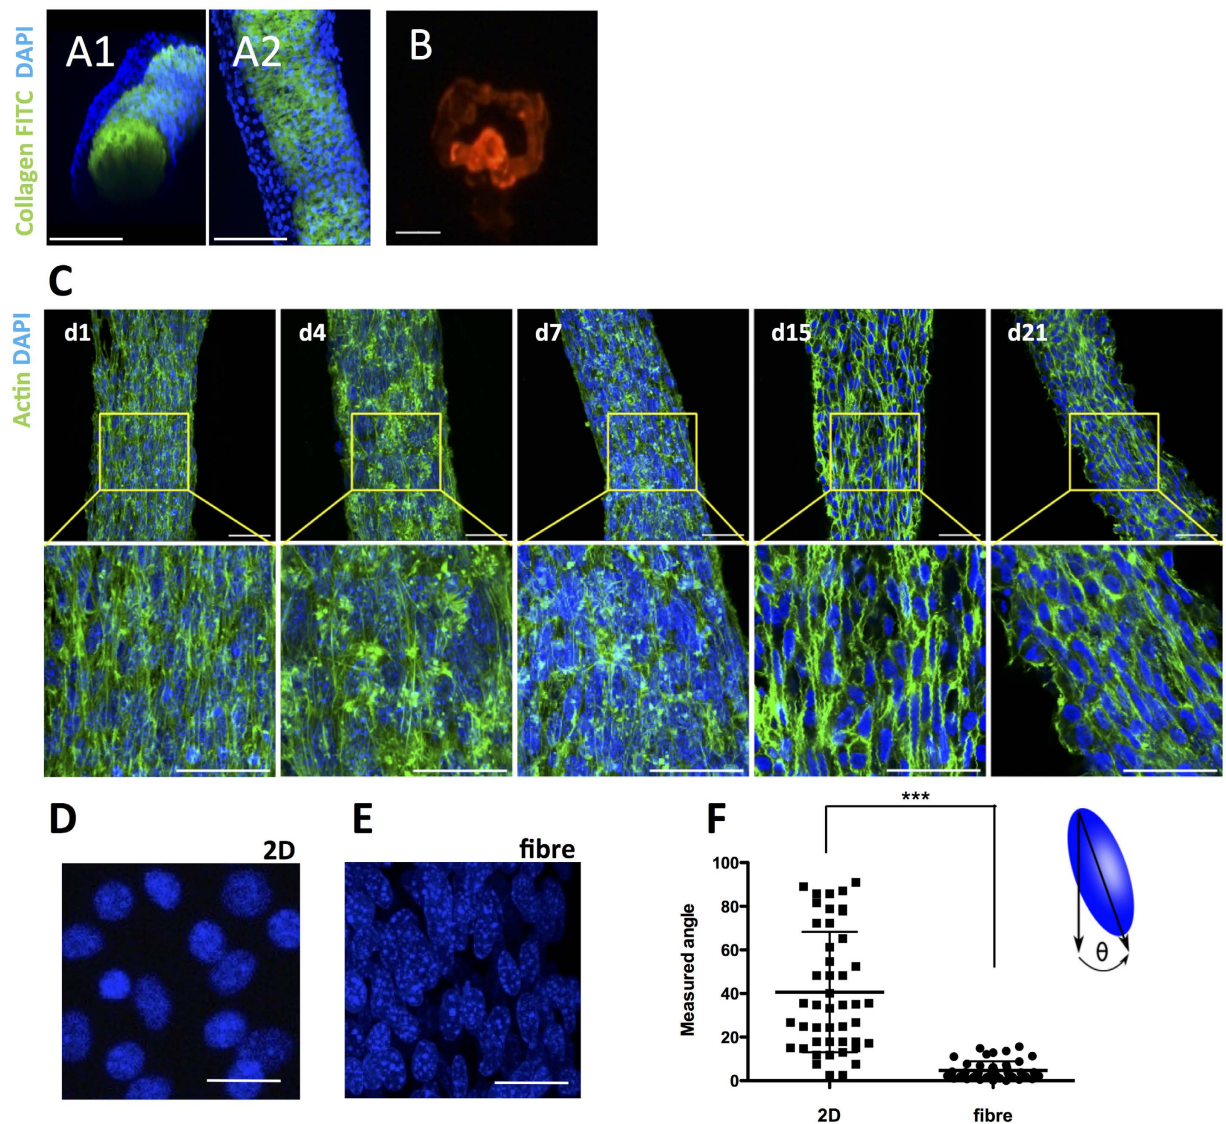 Collagen FITC DAPI
A1
A2
B
C
Actin DAPI
d1
d4
d7
d15
d21
D
2D
E
fibre
F
***
θ
Measured angle
100
80
60
40
20
0
2D
fibre